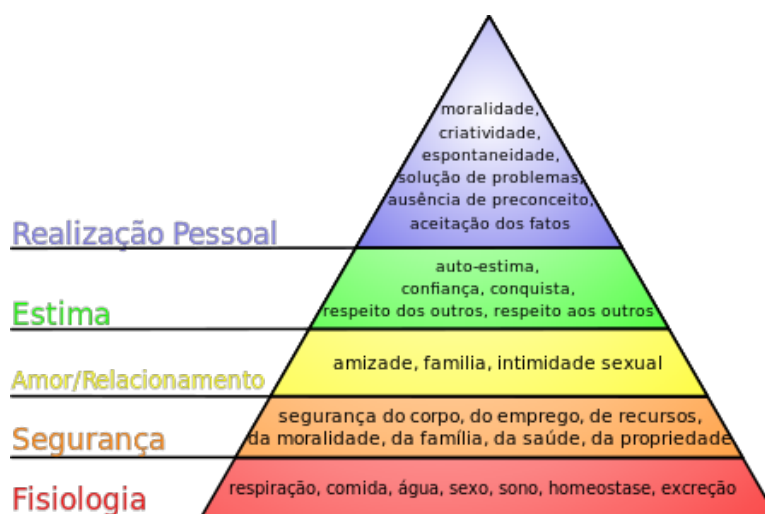 moralidade,
criatividade,
espontaneidade,
solução de problemas,
ausência de preconceito,
aceitação dos fatos
Realização Pessoal
auto-estima,
confiança, conquista,
respeito dos outros, respeito aos outros
Estima
amizade, familia, intimidade sexual
Amor/Relacionamento
segurança do corpo, do emprego, de recursos,
da moralidade, da família, da saúde, da propriedade
Segurança
respiração, comida, água, sexo, sono, homeostase, excreção
Fisiologia